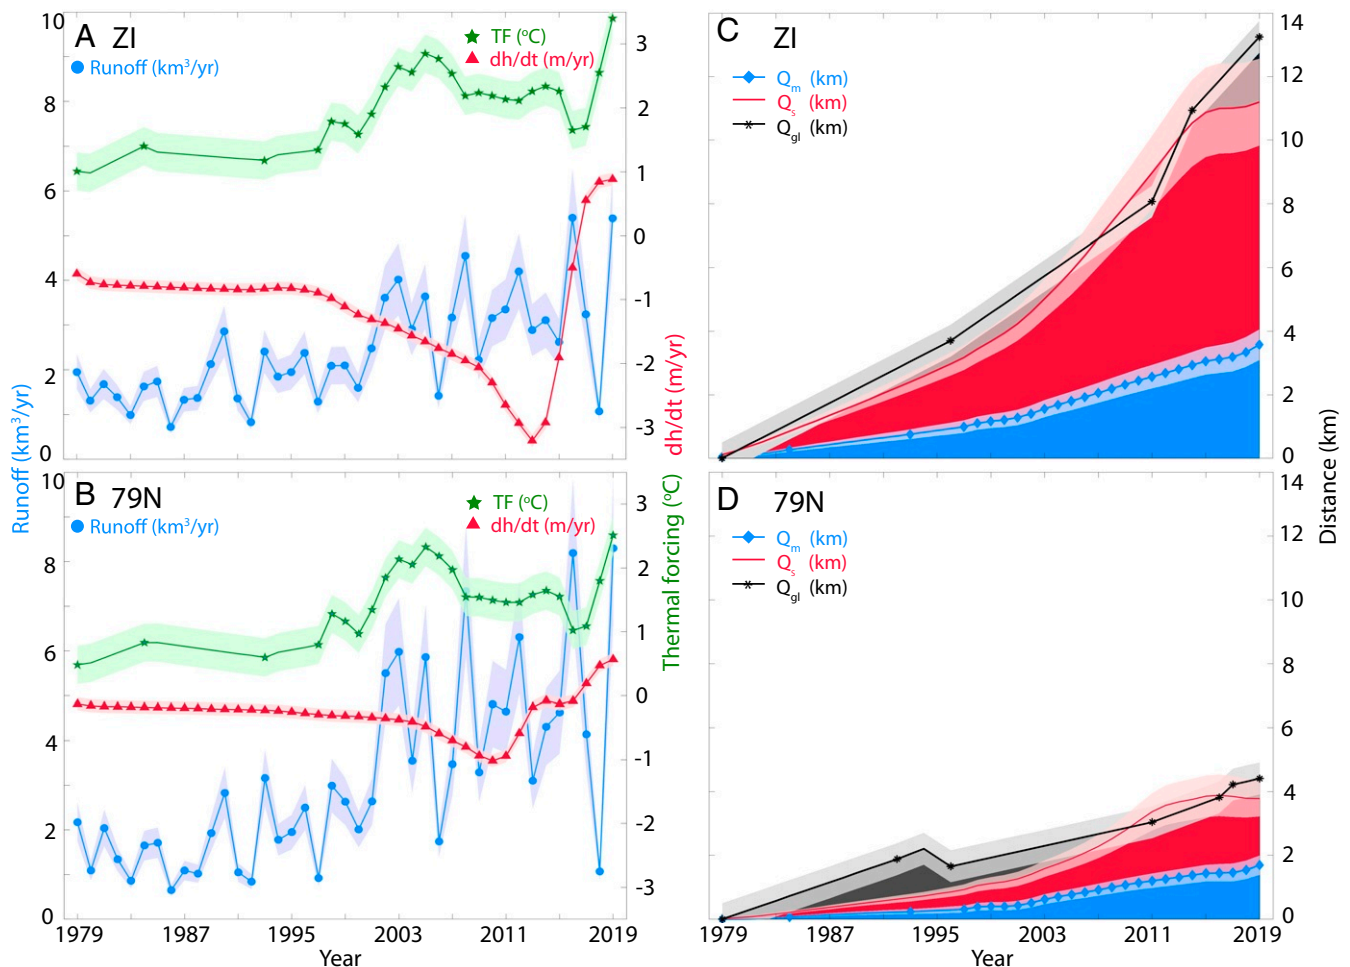 A ZI
Runoff (km³/yr)
TF (°C)
dh/dt (m/yr)
10
8
6
4
2
0
3
2
1
0
-1
-2
-3
C ZI
Qm (km)
Qs (km)
Qgl (km)
14
12
10
8
6
4
2
0
Runoff (km³/yr)
dh/dt (m/yr)
Thermal forcing (°C)
Distance (km)
B 79N
Runoff (km³/yr)
TF (°C)
dh/dt (m/yr)
10
8
6
4
2
0
3
2
1
0
-1
-2
-3
1979 1987 1995 2003 2011 2019
Year
D 79N
Qm (km)
Qs (km)
Qgl (km)
14
12
10
8
6
4
2
0
1979 1987 1995 2003 2011 2019
Year